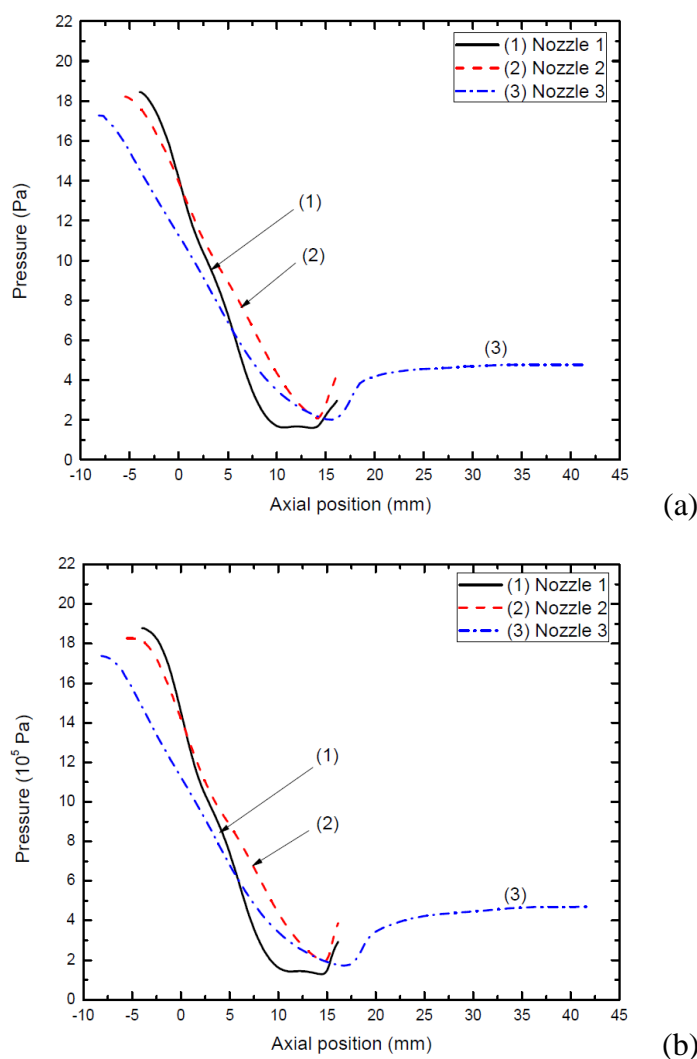 22
20
18
16
14
12
10
8
6
4
2
0
Pressure (Pa)
(1) Nozzle 1
(2) Nozzle 2
(3) Nozzle 3
(1)
(2)
(3)
-10 -5 0 5 10 15 20 25 30 35 40 45
Axial position (mm)
(a)
22
20
18
16
14
12
10
8
6
4
2
0
Pressure (10⁵ Pa)
(1) Nozzle 1
(2) Nozzle 2
(3) Nozzle 3
(1)
(2)
(3)
-10 -5 0 5 10 15 20 25 30 35 40 45
Axial position (mm)
(b)